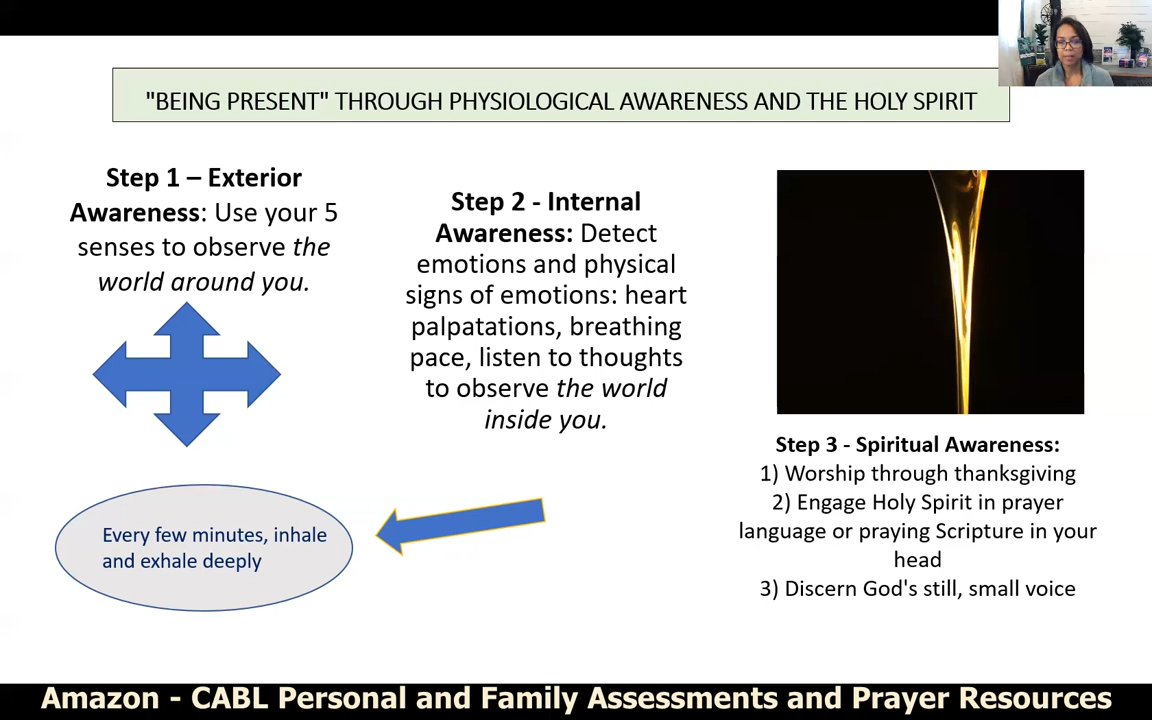 "BEING PRESENT" THROUGH PHYSIOLOGICAL AWARENESS AND THE HOLY SPIRIT
Step 1 – Exterior
Awareness: Use your 5
senses to observe the
world around you.
Step 2 - Internal
Awareness: Detect
emotions and physical
signs of emotions: heart
palpatations, breathing
pace, listen to thoughts
to observe the world
inside you.
Every few minutes, inhale
and exhale deeply
Step 3 - Spiritual Awareness:
1) Worship through thanksgiving
2) Engage Holy Spirit in prayer
language or praying Scripture in your
head
3) Discern God's still, small voice
Amazon - CABL Personal and Family Assessments and Prayer Resources